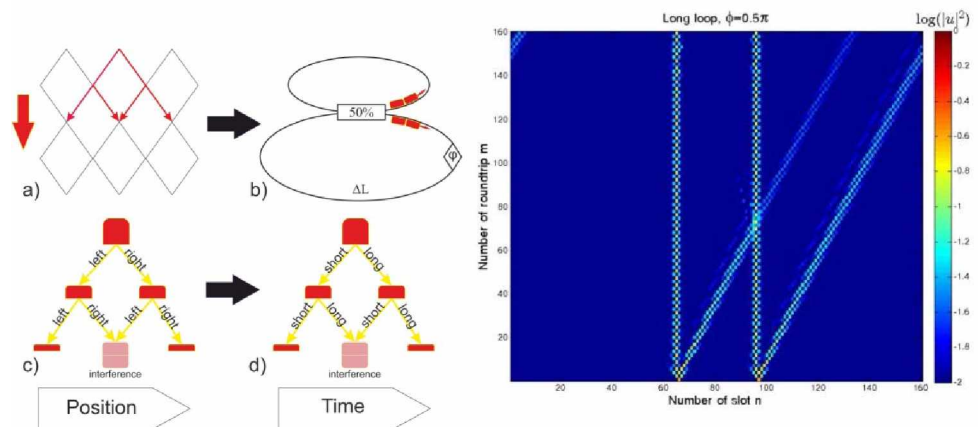 a)
50%
φ
ΔL
b)
left
right
left
right
left
right
interference
c)
short
long
short
long
short
long
interference
d)
Position
Time
Long loop, ϕ=0.5π
log(|u|²)
Number of roundtrip m
160
140
120
100
80
60
40
20
20
40
60
80
100
120
140
160
Number of slot n
0
-0.2
-0.4
-0.6
-0.8
-1
-1.2
-1.4
-1.6
-1.8
-2